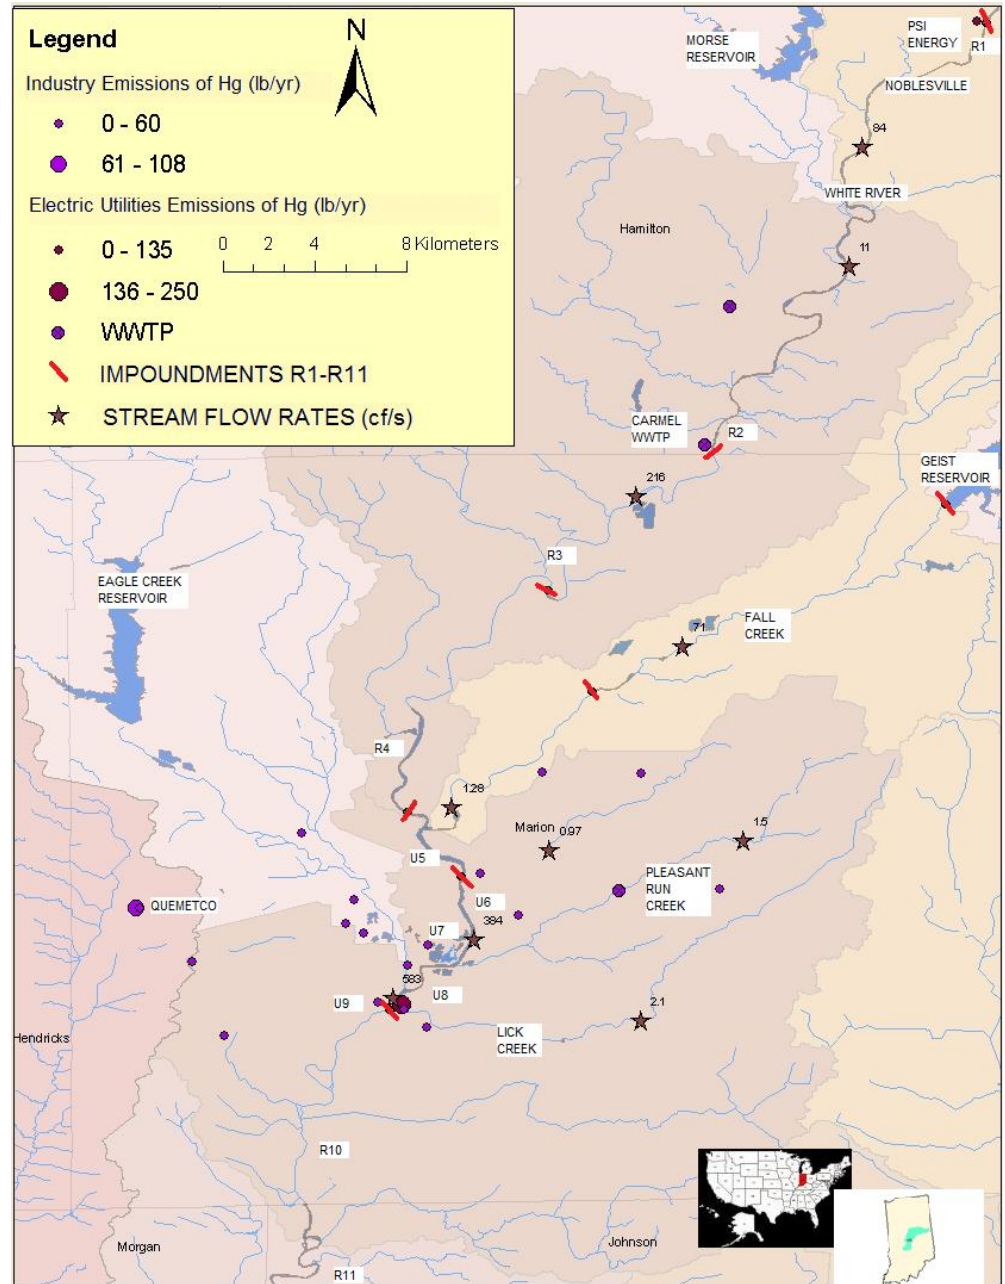 Legend
N
Industry Emissions of Hg (lb/yr)
0 - 60
61 - 108
Electric Utilities Emissions of Hg (lb/yr)
0 - 135
0 2 4 8 Kilometers
136 - 250
WWTP
IMPOUNDMENTS R1-R11
STREAM FLOW RATES (cf/s)
PSI
ENERGY
R1
MORSE
RESERVOIR
NOBLESVILLE
84
WHITE RIVER
Hamilton
11
CARMEL
WWTP
R2
GEIST
RESERVOIR
216
R3
EAGLE CREEK
RESERVOIR
FALL
CREEK
71
R4
1.28
Marion
0.97
1.5
U5
PLEASANT
RUN
CREEK
QUEMETCO
U6
384
U7
583
U8
U9
2.1
LICK
CREEK
Hendricks
R10
Morgan
Johnson
R11